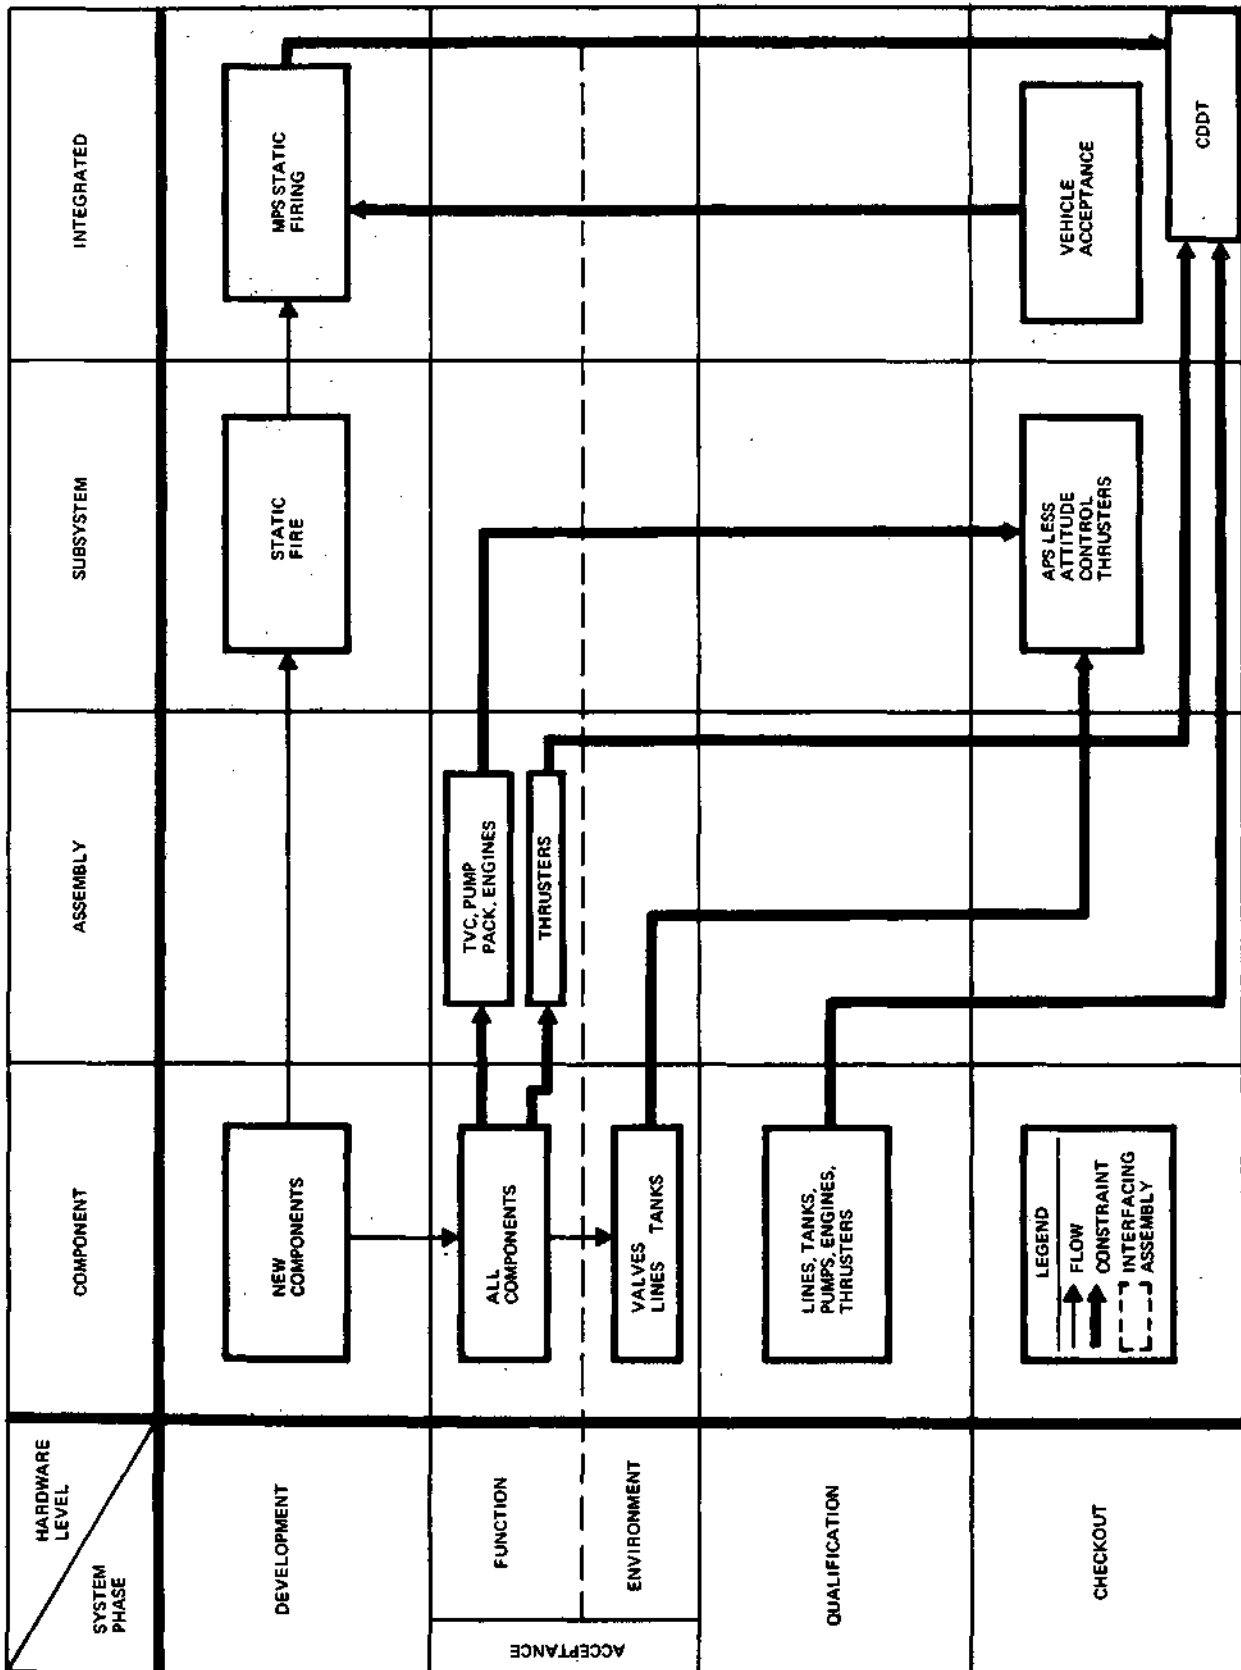 HARDWARE
LEVEL
SYSTEM
PHASE
COMPONENT
ASSEMBLY
SUBSYSTEM
INTEGRATED
DEVELOPMENT
NEW
COMPONENTS
STATIC
FIRE
MPS STATIC
FIRING
ACCEPTANCE
FUNCTION
ALL
COMPONENTS
TVC, PUMP
PACK, ENGINES
THRUSTERS
ENVIRONMENT
VALVES
LINES TANKS
QUALIFICATION
LINES, TANKS,
PUMPS, ENGINES,
THRUSTERS
CHECKOUT
LEGEND
FLOW
CONSTRAINT
INTERFACING
ASSEMBLY
APS LESS
ATTITUDE
CONTROL
THRUSTERS
VEHICLE
ACCEPTANCE
CDDT